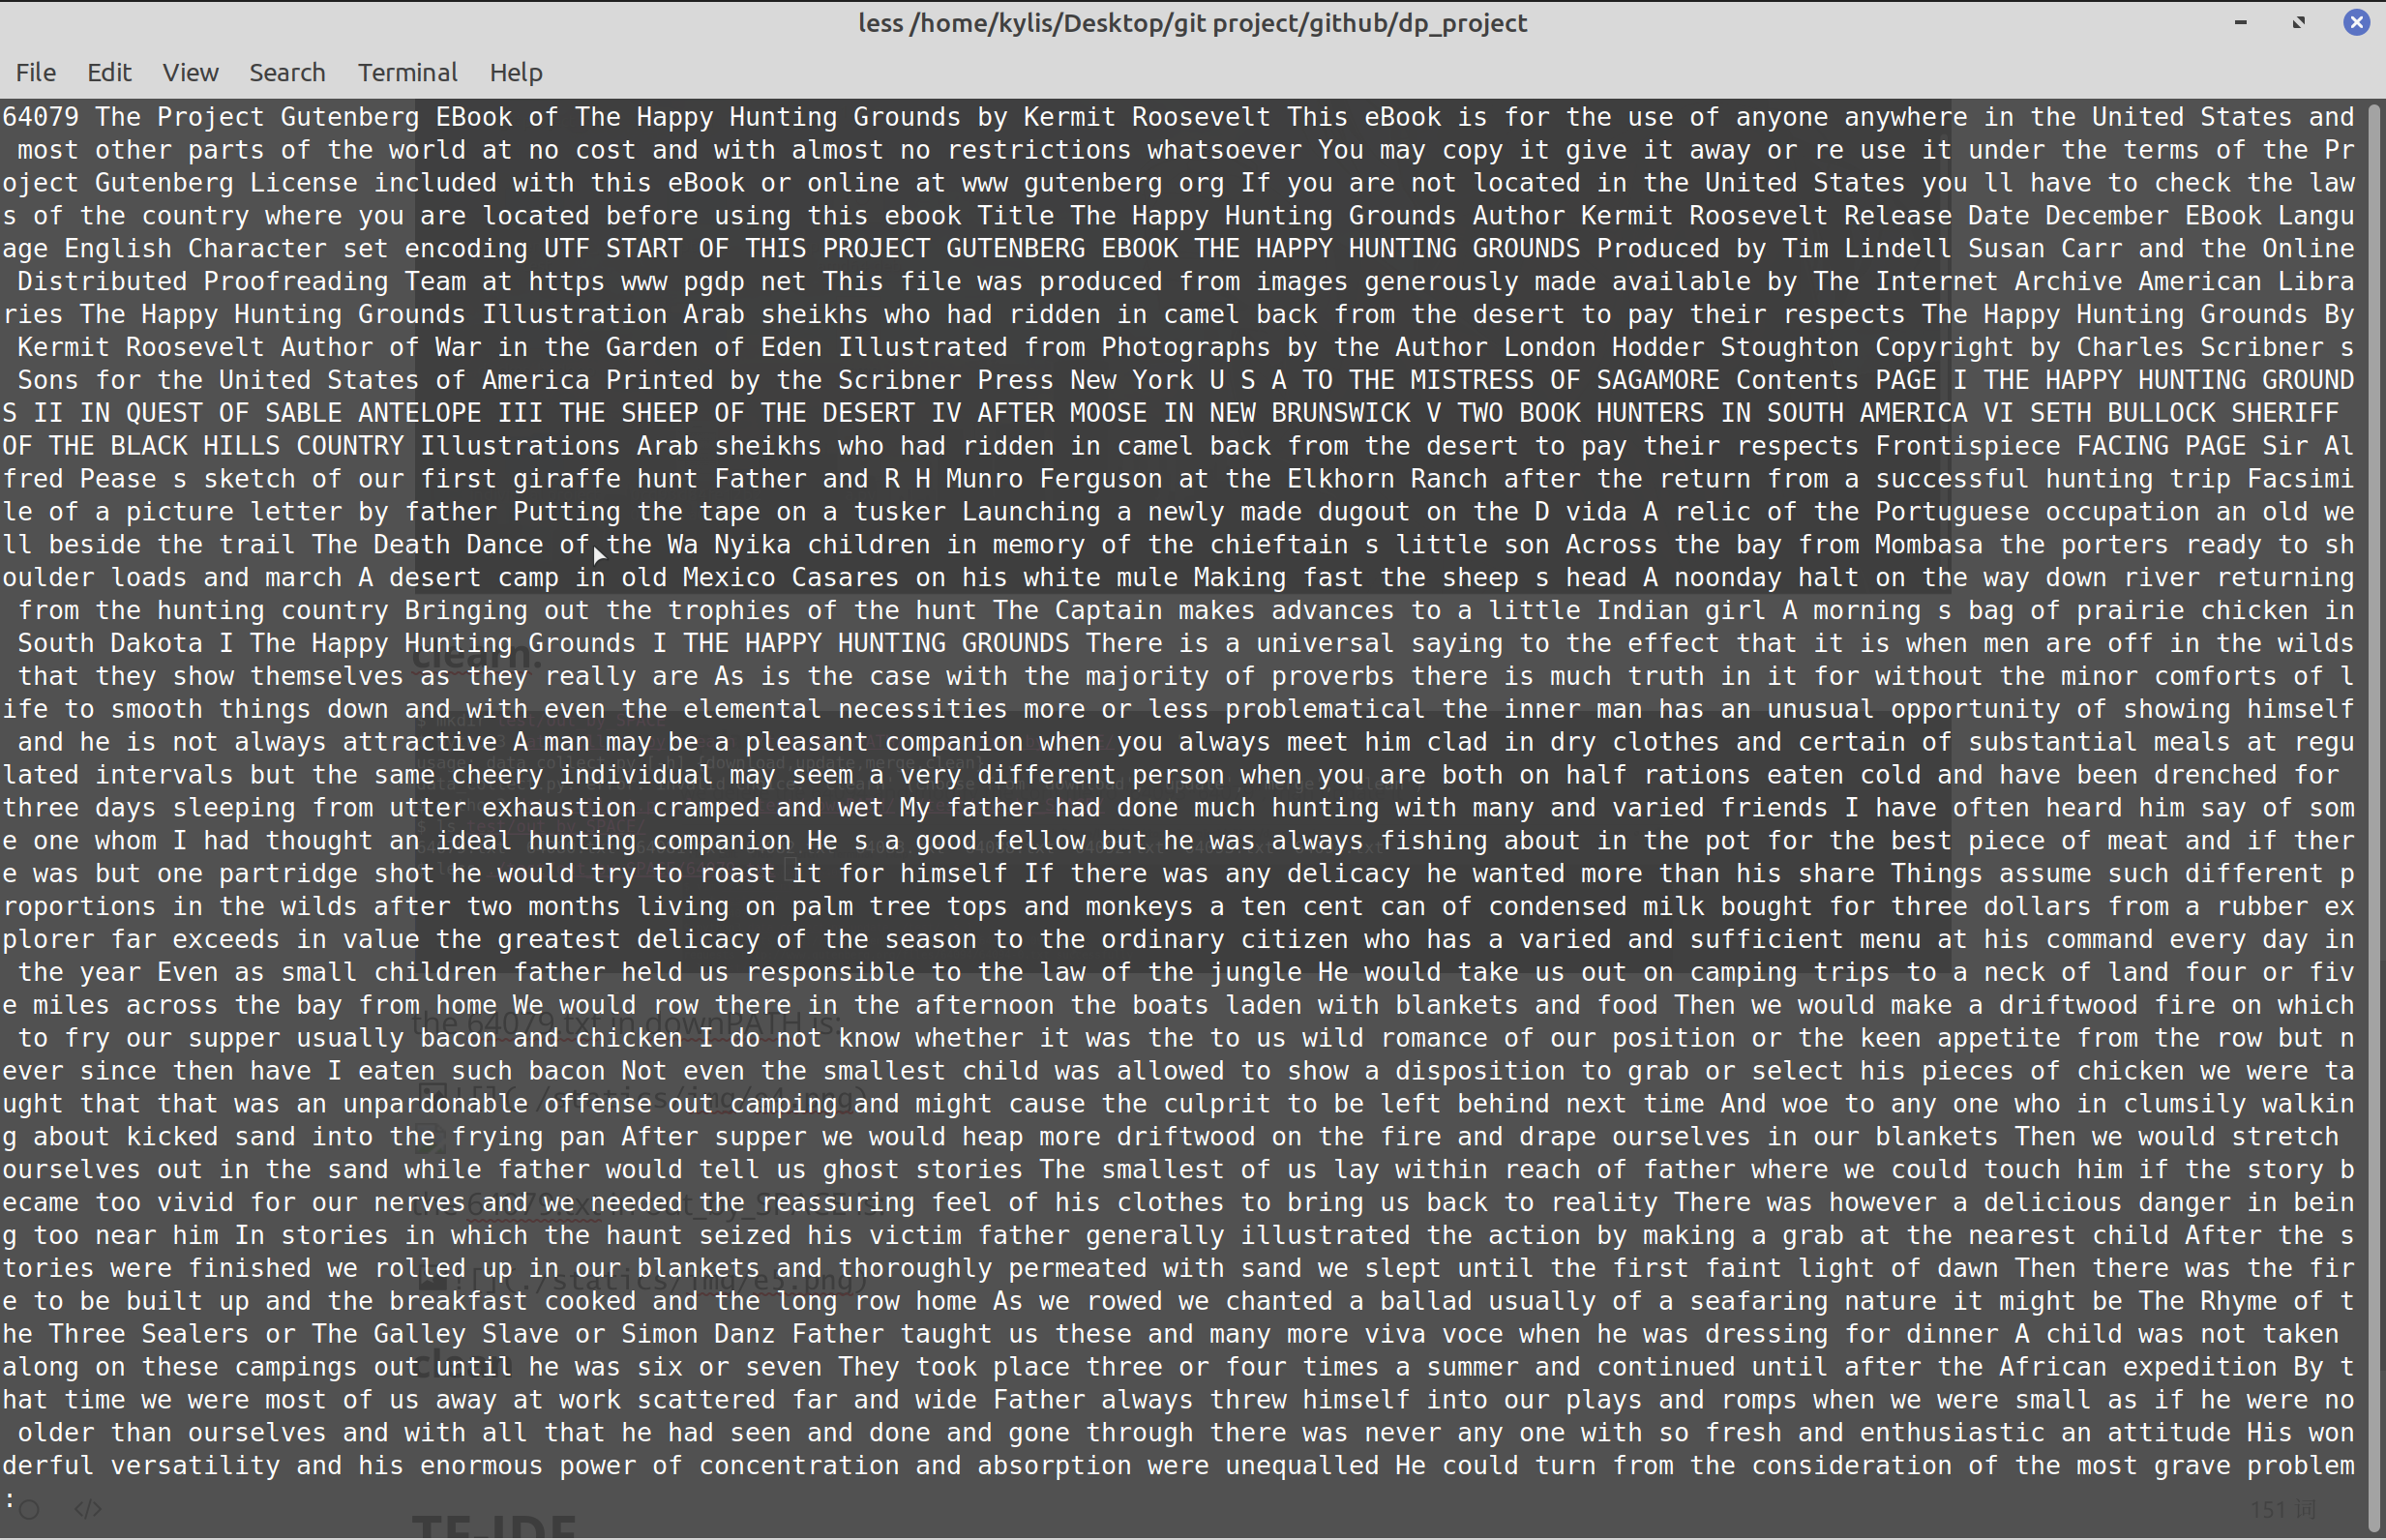 less /home/kylis/Desktop/git project/github/dp_project
File Edit View Search Terminal Help
64079 The Project Gutenberg EBook of The Happy Hunting Grounds by Kermit Roosevelt This eBook is for the use of anyone anywhere in the United States and
most other parts of the world at no cost and with almost no restrictions whatsoever You may copy it give it away or re use it under the terms of the Pr
oject Gutenberg License included with this eBook or online at www gutenberg org If you are not located in the United States you ll have to check the law
s of the country where you are located before using this ebook Title The Happy Hunting Grounds Author Kermit Roosevelt Release Date December EBook Langu
age English Character set encoding UTF START OF THIS PROJECT GUTENBERG EBOOK THE HAPPY HUNTING GROUNDS Produced by Tim Lindell Susan Carr and the Online
Distributed Proofreading Team at https www pgdp net This file was produced from images generously made available by The Internet Archive American Libra
ries The Happy Hunting Grounds Illustration Arab sheikhs who had ridden in camel back from the desert to pay their respects The Happy Hunting Grounds By
Kermit Roosevelt Author of War in the Garden of Eden Illustrated from Photographs by the Author London Hodder Stoughton Copyright by Charles Scribner s
Sons for the United States of America Printed by the Scribner Press New York U S A TO THE MISTRESS OF SAGAMORE Contents PAGE I THE HAPPY HUNTING GROUND
S II IN QUEST OF SABLE ANTELOPE III THE SHEEP OF THE DESERT IV AFTER MOOSE IN NEW BRUNSWICK V TWO BOOK HUNTERS IN SOUTH AMERICA VI SETH BULLOCK SHERIFF
OF THE BLACK HILLS COUNTRY Illustrations Arab sheikhs who had ridden in camel back from the desert to pay their respects Frontispiece FACING PAGE Sir Al
fred Pease s sketch of our first giraffe hunt Father and R H Munro Ferguson at the Elkhorn Ranch after the return from a successful hunting trip Facsimi
le of a picture letter by father Putting the tape on a tusker Launching a newly made dugout on the D vida A relic of the Portuguese occupation an old we
ll beside the trail The Death Dance of the Wa Nyika children in memory of the chieftain s little son Across the bay from Mombasa the porters ready to sh
oulder loads and march A desert camp in old Mexico Casares on his white mule Making fast the sheep s head A noonday halt on the way down river returning
from the hunting country Bringing out the trophies of the hunt The Captain makes advances to a little Indian girl A morning s bag of prairie chicken in
South Dakota I The Happy Hunting Grounds I THE HAPPY HUNTING GROUNDS There is a universal saying to the effect that it is when men are off in the wilds
that they show themselves as they really are As is the case with the majority of proverbs there is much truth in it for without the minor comforts of l
ife to smooth things down and with even the elemental necessities more or less problematical the inner man has an unusual opportunity of showing himself
and he is not always attractive A man may be a pleasant companion when you always meet him clad in dry clothes and certain of substantial meals at regu
lated intervals but the same cheery individual may seem a very different person when you are both on half rations eaten cold and have been drenched for
three days sleeping from utter exhaustion cramped and wet My father had done much hunting with many and varied friends I have often heard him say of som
e one whom I had thought an ideal hunting companion He s a good fellow but he was always fishing about in the pot for the best piece of meat and if ther
e was but one partridge shot he would try to roast it for himself If there was any delicacy he wanted more than his share Things assume such different p
roportions in the wilds after two months living on palm tree tops and monkeys a ten cent can of condensed milk bought for three dollars from a rubber ex
plorer far exceeds in value the greatest delicacy of the season to the ordinary citizen who has a varied and sufficient menu at his command every day in
the year Even as small children father held us responsible to the law of the jungle He would take us out on camping trips to a neck of land four or fiv
e miles across the bay from home We would row there in the afternoon the boats laden with blankets and food Then we would make a driftwood fire on which
to fry our supper usually bacon and chicken I do not know whether it was the to us wild romance of our position or the keen appetite from the row but n
ever since then have I eaten such bacon Not even the smallest child was allowed to show a disposition to grab or select his pieces of chicken we were ta
ught that that was an unpardonable offense out camping and might cause the culprit to be left behind next time And woe to any one who in clumsily walkin
g about kicked sand into the frying pan After supper we would heap more driftwood on the fire and drape ourselves in our blankets Then we would stretch
ourselves out in the sand while father would tell us ghost stories The smallest of us lay within reach of father where we could touch him if the story b
ecame too vivid for our nerves and we needed the reassuring feel of his clothes to bring us back to reality There was however a delicious danger in bein
g too near him In stories in which the haunt seized his victim father generally illustrated the action by making a grab at the nearest child After the s
tories were finished we rolled up in our blankets and thoroughly permeated with sand we slept until the first faint light of dawn Then there was the fir
e to be built up and the breakfast cooked and the long row home As we rowed we chanted a ballad usually of a seafaring nature it might be The Rhyme of t
he Three Sealers or The Galley Slave or Simon Danz Father taught us these and many more viva voce when he was dressing for dinner A child was not taken
along on these campings out until he was six or seven They took place three or four times a summer and continued until after the African expedition By t
hat time we were most of us away at work scattered far and wide Father always threw himself into our plays and romps when we were small as if he were no
older than ourselves and with all that he had seen and done and gone through there was never any one with so fresh and enthusiastic an attitude His won
derful versatility and his enormous power of concentration and absorption were unequalled He could turn from the consideration of the most grave problem
: